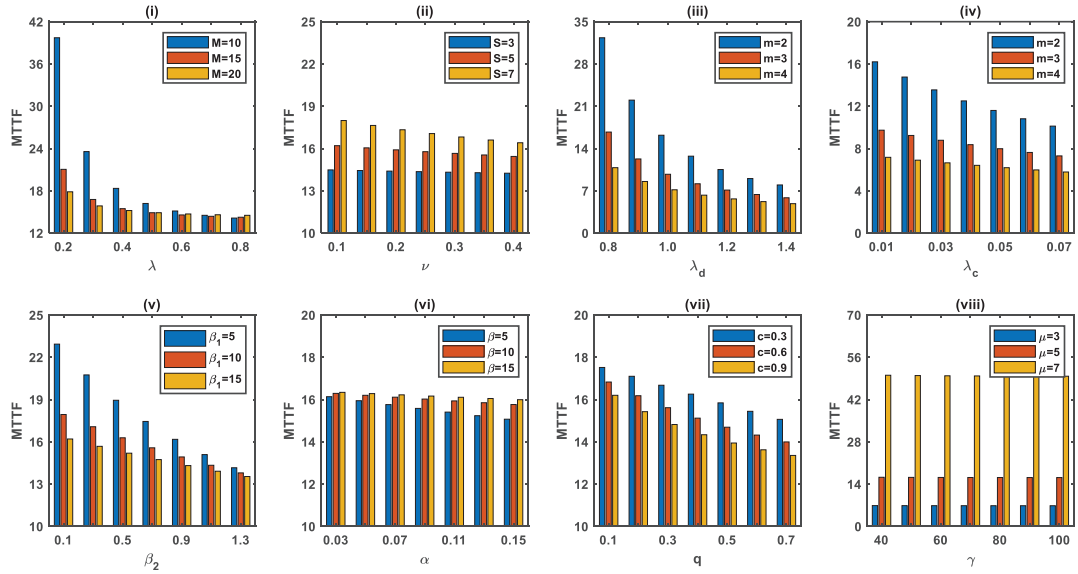 (i)
MTTF
42
36
30
24
18
12
M=10
M=15
M=20
0.2 0.4 0.6 0.8
λ
(ii)
MTTF
25
22
19
16
13
10
S=3
S=5
S=7
0.1 0.2 0.3 0.4
ν
(iii)
MTTF
35
28
21
14
7
0
m=2
m=3
m=4
0.8 1.0 1.2 1.4
λd
(iv)
MTTF
20
16
12
8
4
0
m=2
m=3
m=4
0.01 0.03 0.05 0.07
λc
(v)
MTTF
25
22
19
16
13
10
β1=5
β1=10
β1=15
0.1 0.5 0.9 1.3
β2
(vi)
MTTF
20
18
16
14
12
10
β=5
β=10
β=15
0.03 0.07 0.11 0.15
α
(vii)
MTTF
20
18
16
14
12
10
c=0.3
c=0.6
c=0.9
0.1 0.3 0.5 0.7
q
(viii)
MTTF
70
56
42
28
14
0
μ=3
μ=5
μ=7
40 60 80 100
γ